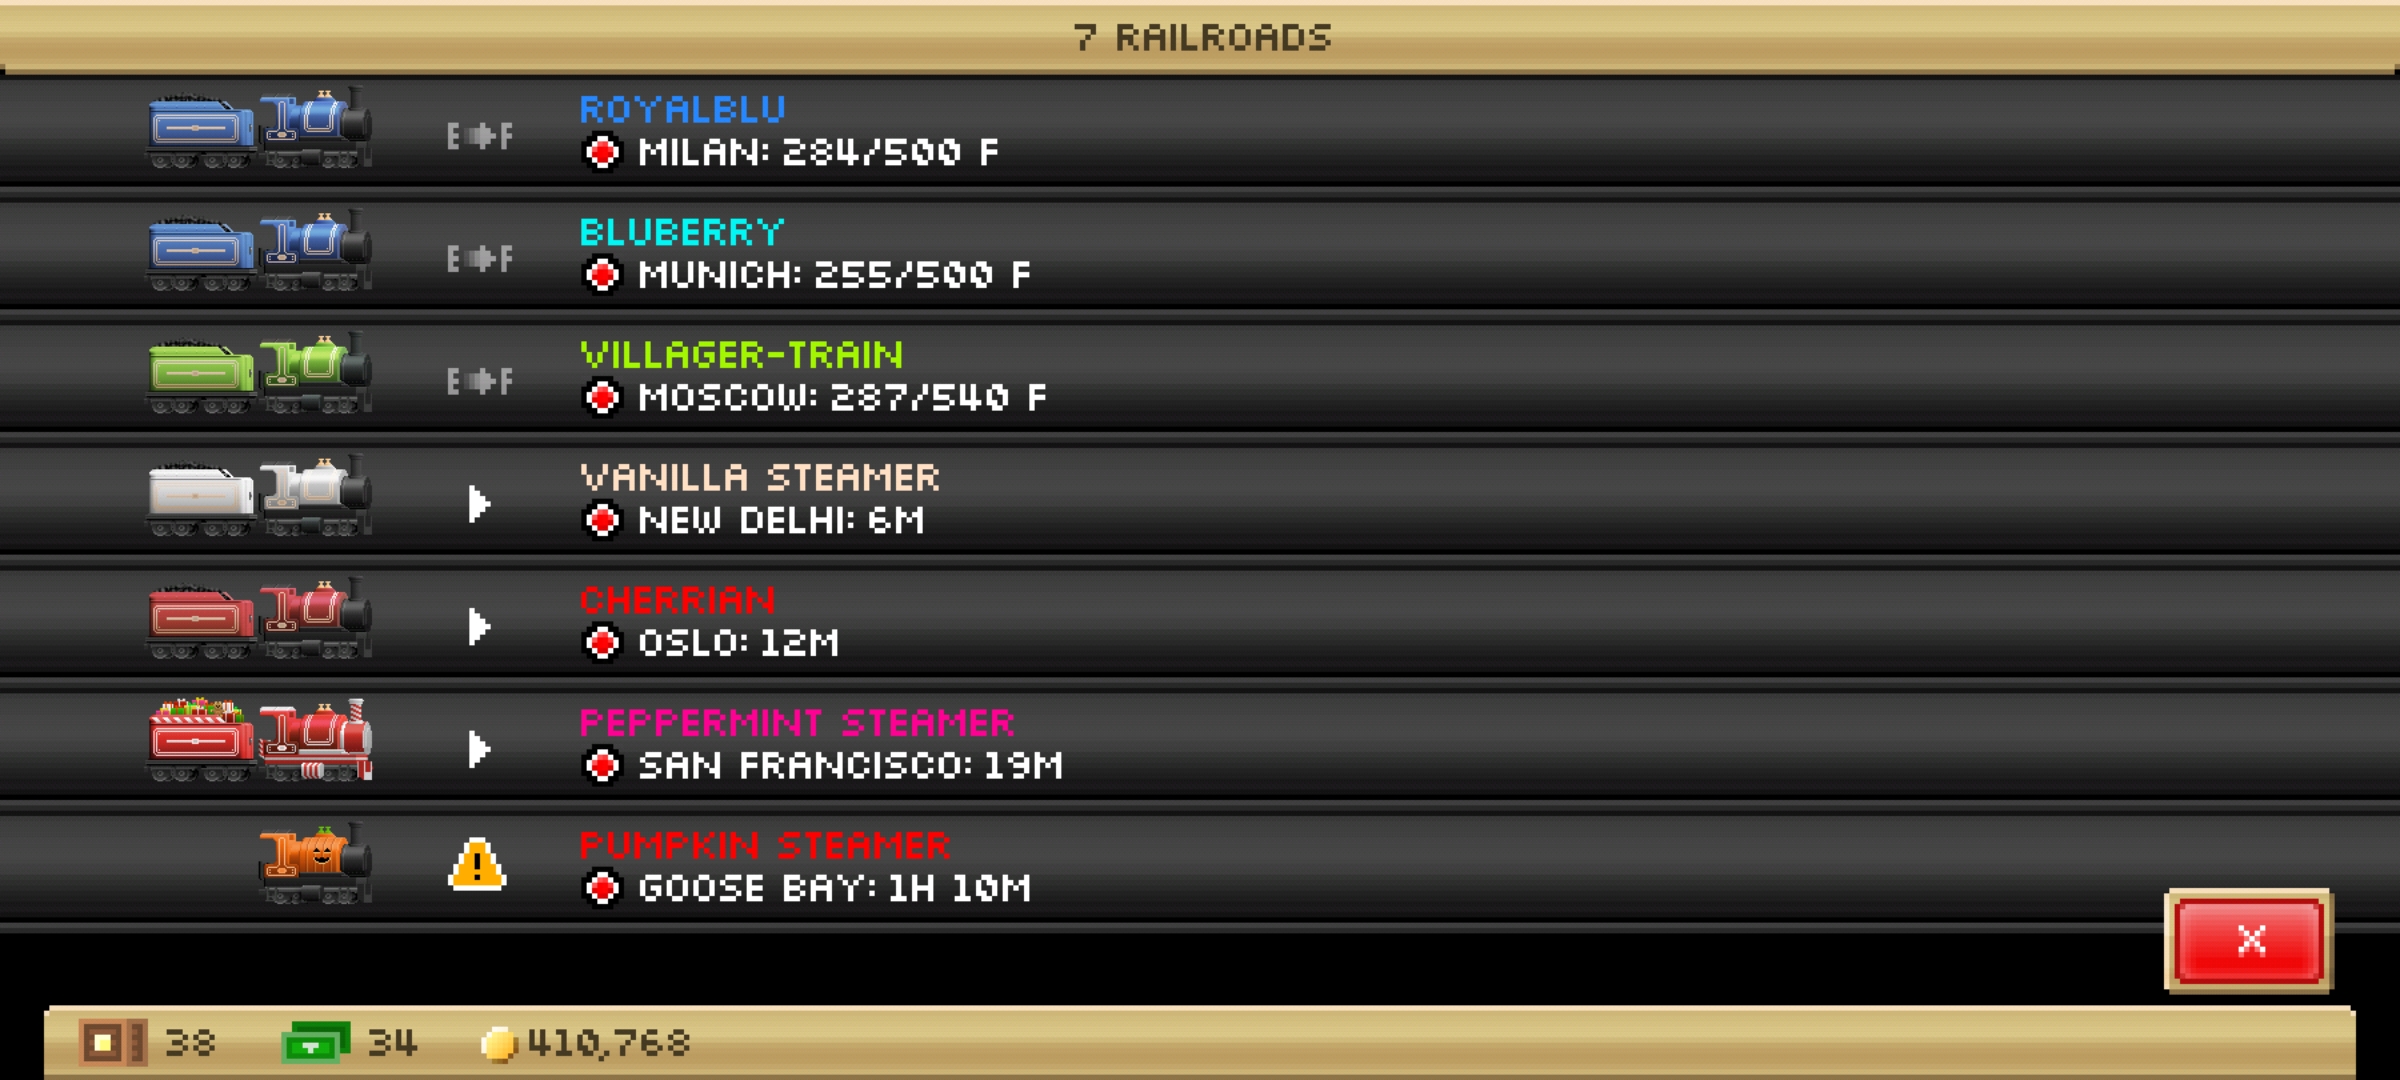 7 RAILROADS
ROYALBLU
E F
MILAN: 284/500 F
BLUBERRY
E F
MUNICH: 255/500 F
VILLAGER-TRAIN
E F
MOSCOW: 287/540 F
VANILLA STEAMER
NEW DELHI: 6M
CHERRIAN
OSLO: 12M
PEPPERMINT STEAMER
SAN FRANCISCO: 19M
PUMPKIN STEAMER
!
GOOSE BAY: 1H 10M
X
38 34 410,768